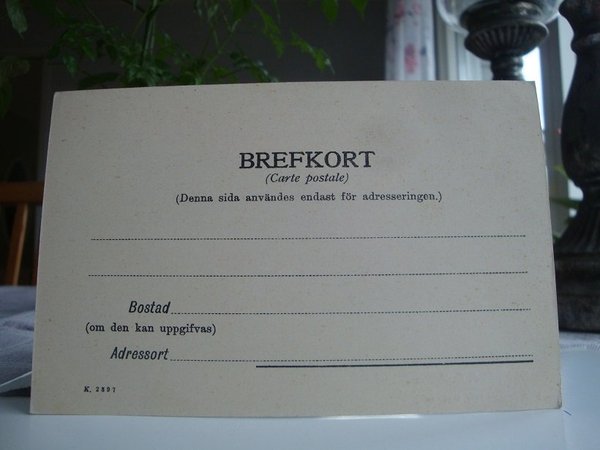 BREFKORT
(Carte postale)
(Denna sida användes endast för adresseringen.)
Bostad
(om den kan uppgifvas)
Adressort
K. 2897